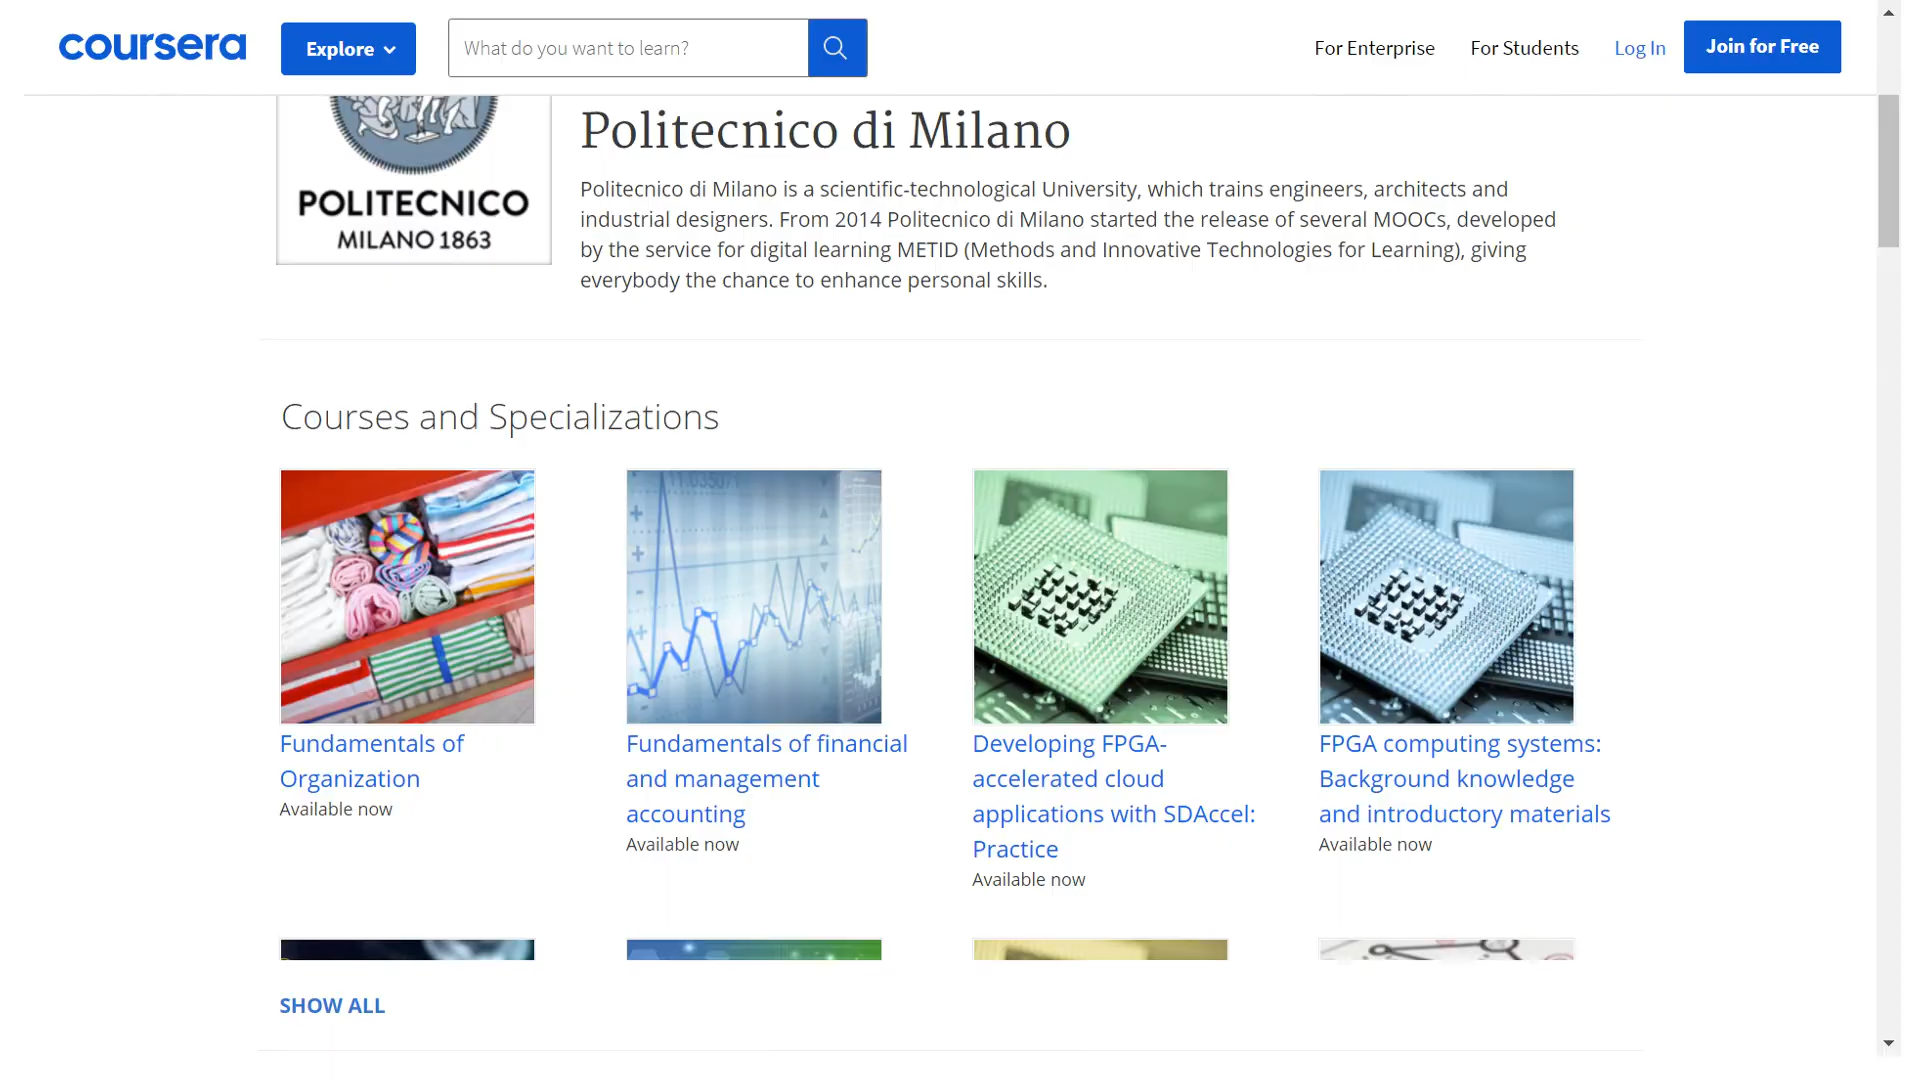 coursera
Explore
What do you want to learn?
For Enterprise
For Students
Log In
Join for Free
POLITECNICO
MILANO 1863
Politecnico di Milano
Politecnico di Milano is a scientific-technological University, which trains engineers, architects and
industrial designers. From 2014 Politecnico di Milano started the release of several MOOCs, developed
by the service for digital learning METID (Methods and Innovative Technologies for Learning), giving
everybody the chance to enhance personal skills.
Courses and Specializations
Fundamentals of
Organization
Available now
Fundamentals of financial
and management
accounting
Available now
Developing FPGA-
accelerated cloud
applications with SDAccel:
Practice
Available now
FPGA computing systems:
Background knowledge
and introductory materials
Available now
SHOW ALL